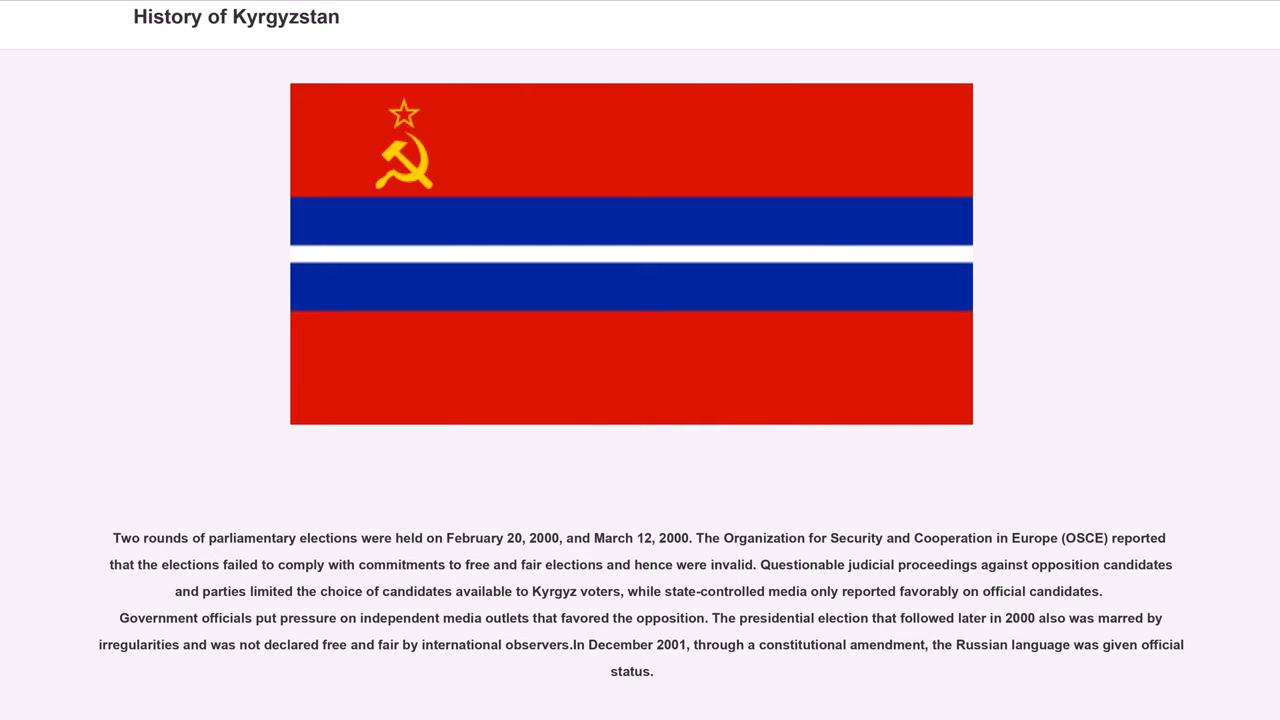 History of Kyrgyzstan
Two rounds of parliamentary elections were held on February 20, 2000, and March 12, 2000. The Organization for Security and Cooperation in Europe (OSCE) reported
that the elections failed to comply with commitments to free and fair elections and hence were invalid. Questionable judicial proceedings against opposition candidates
and parties limited the choice of candidates available to Kyrgyz voters, while state-controlled media only reported favorably on official candidates.
Government officials put pressure on independent media outlets that favored the opposition. The presidential election that followed later in 2000 also was marred by
irregularities and was not declared free and fair by international observers.In December 2001, through a constitutional amendment, the Russian language was given official
status.